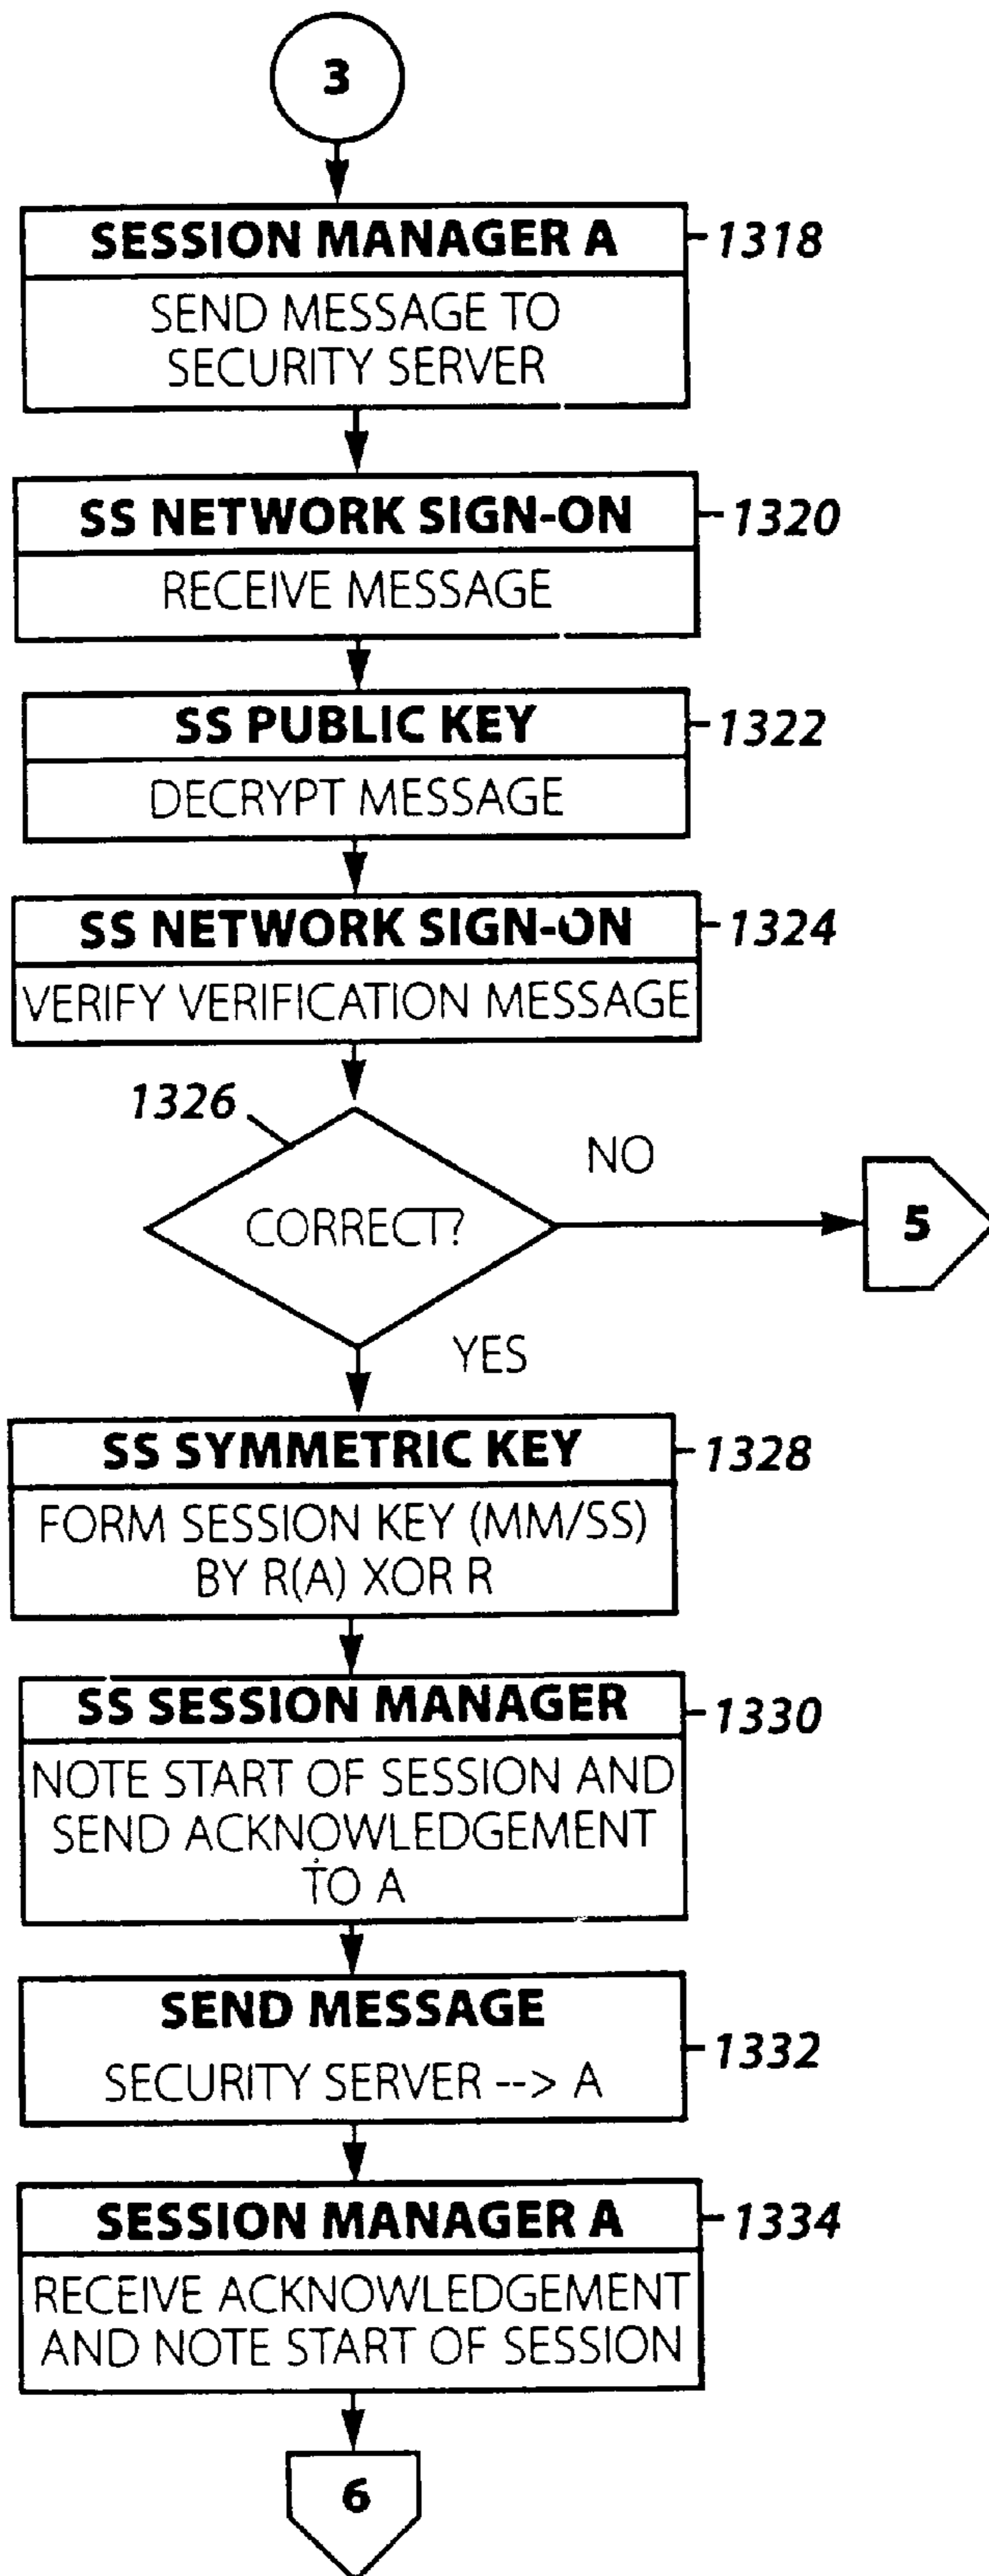 3
SESSION MANAGER A
1318
SEND MESSAGE TO
SECURITY SERVER
SS NETWORK SIGN-ON
1320
RECEIVE MESSAGE
SS PUBLIC KEY
1322
DECRYPT MESSAGE
SS NETWORK SIGN-ON
1324
VERIFY VERIFICATION MESSAGE
1326
CORRECT?
NO
5
YES
SS SYMMETRIC KEY
1328
FORM SESSION KEY (MM/SS)
BY R(A) XOR R
SS SESSION MANAGER
1330
NOTE START OF SESSION AND
SEND ACKNOWLEDGEMENT
TO A
SEND MESSAGE
1332
SECURITY SERVER --> A
SESSION MANAGER A
1334
RECEIVE ACKNOWLEDGEMENT
AND NOTE START OF SESSION
6